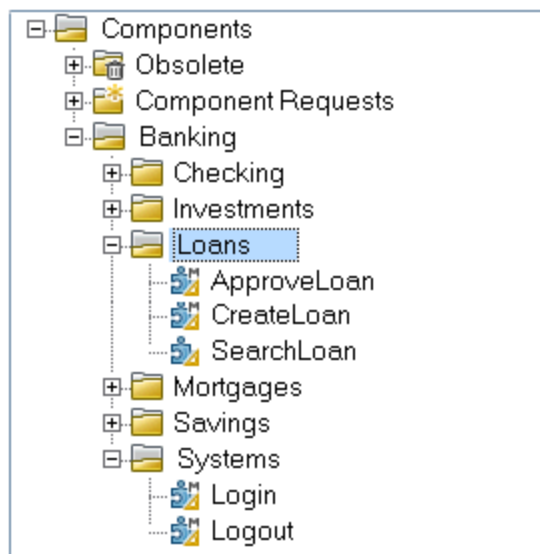 Components
Obsolete
Component Requests
Banking
Checking
Investments
Loans
ApproveLoan
CreateLoan
SearchLoan
Mortgages
Savings
Systems
Login
Logout